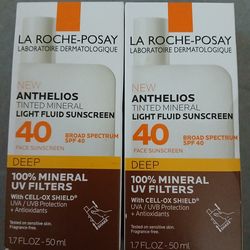 LA ROCHE-POSAY
LABORATOIRE DERMATOLOGIQUE
NEW
ANTHELIOS
TINTED MINERAL
LIGHT FLUID SUNSCREEN
40
BROAD SPECTRUM
SPF 40
FACE SUNSCREEN
DEEP
100% MINERAL
UV FILTERS
With CELL-OX SHIELD®
UVA / UVB Protection
+ Antioxidants
Tested on sensitive skin.
Fragrance-free.
1.7 FL.OZ - 50 ml
LA ROCHE-POSAY
LABORATOIRE DERMATOLOGIQUE
NEW
ANTHELIOS
TINTED MINERAL
LIGHT FLUID SUNSCREEN
40
BROAD SPECTRUM
SPF 40
FACE SUNSCREEN
DEEP
100% MINERAL
UV FILTERS
With CELL-OX SHIELD®
UVA / UVB Protection
+ Antioxidants
Tested on sensitive skin.
Fragrance-free.
1.7 FL.OZ - 50 ml